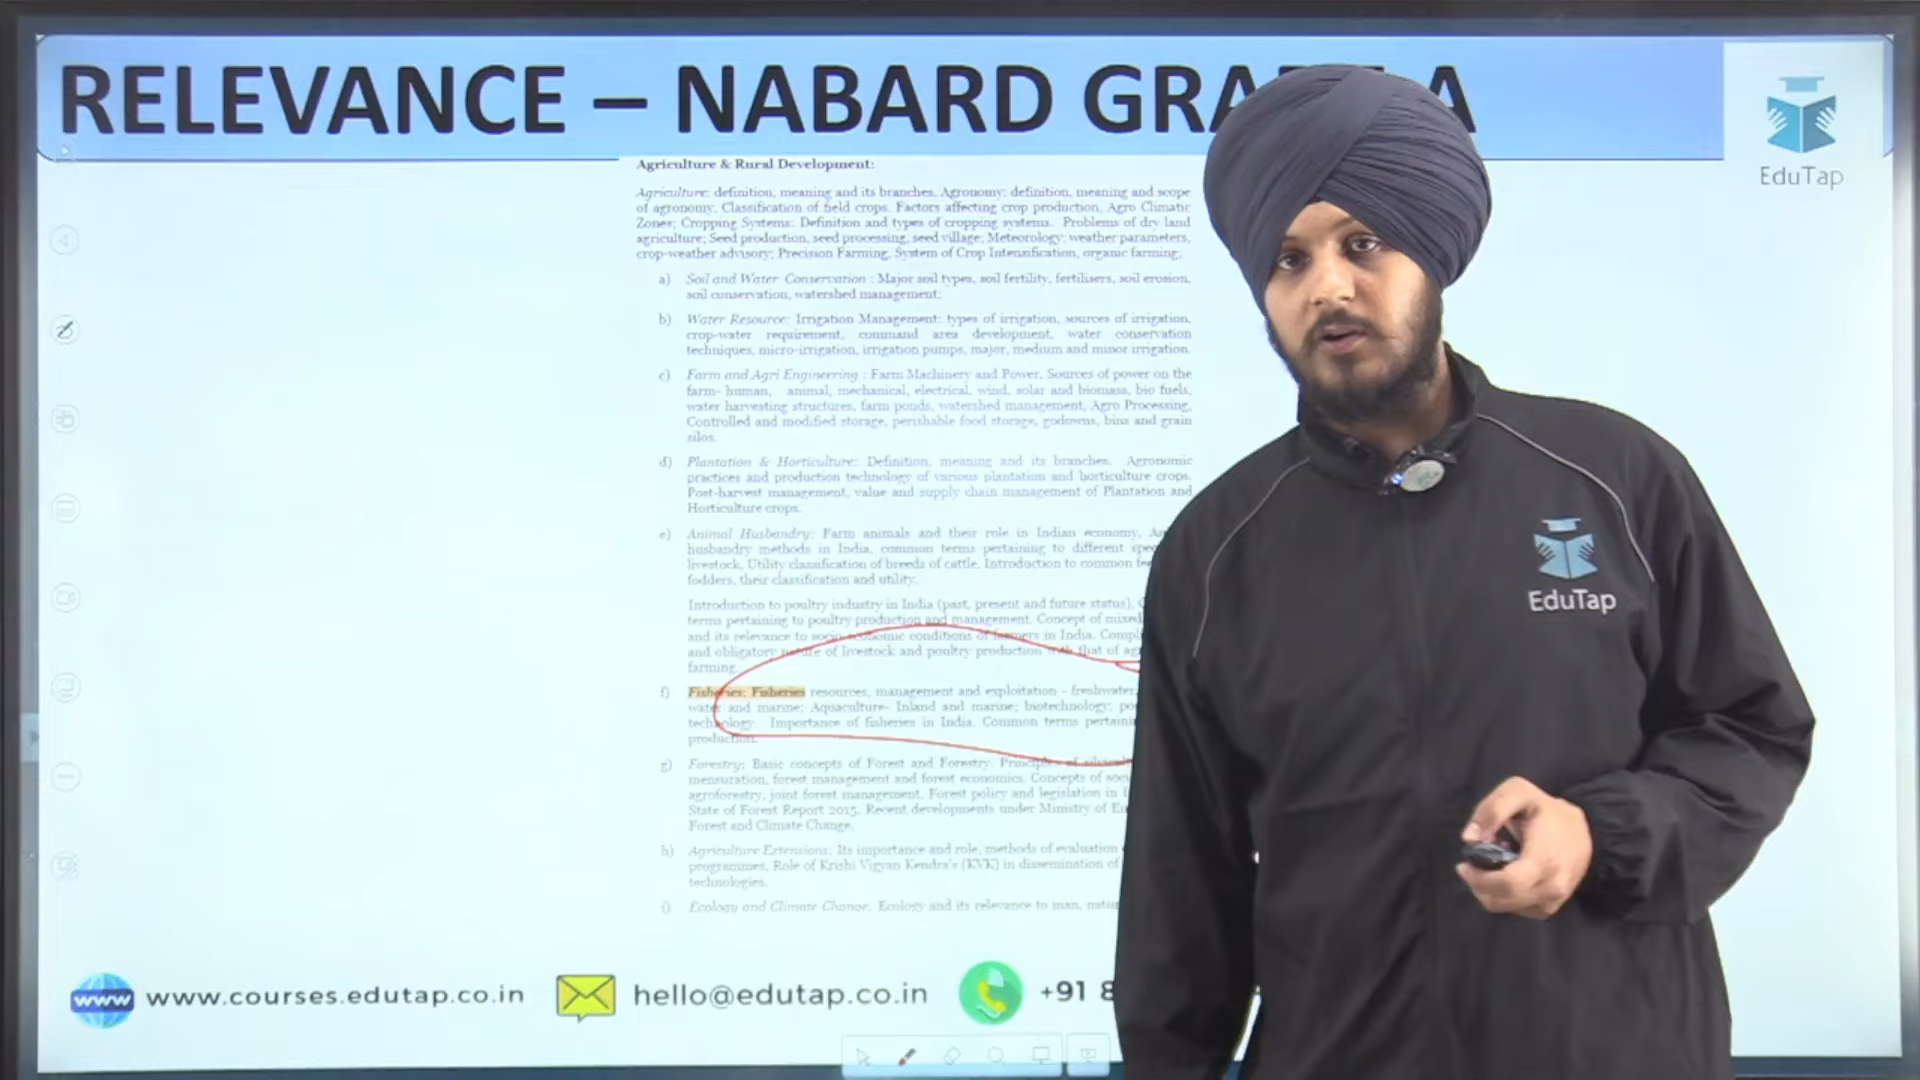 RELEVANCE – NABARD GRADE A
EduTap
Agriculture & Rural Development:
Agriculture: definition, meaning and its branches, Agronomy: definition, meaning and scope
of agronomy, Classification of field crops. Factors affecting crop production, Agro Climatic
Zones; Cropping Systems: Definition and types of cropping systems. Problems of dry land
agriculture; Seed production, seed processing, seed village; Meteorology: weather parameters,
crop-weather advisory; Precision Farming, System of Crop Intensification, organic farming;
a) Soil and Water Conservation : Major soil types, soil fertility, fertilisers, soil erosion,
soil conservation, watershed management;
b) Water Resource: Irrigation Management: types of irrigation, sources of irrigation,
crop-water requirement, command area development, water conservation
techniques, micro-irrigation, irrigation pumps, major, medium and minor irrigation.
c) Farm and Agri Engineering : Farm Machinery and Power, Sources of power on the
farm- human, animal, mechanical, electrical, wind, solar and biomass, bio fuels,
water harvesting structures, farm ponds, watershed management, Agro Processing,
Controlled and modified storage, perishable food storage, godowns, bins and grain
silos.
d) Plantation & Horticulture: Definition, meaning and its branches. Agronomic
practices and production technology of various plantation and horticulture crops.
Post-harvest management, value and supply chain management of Plantation and
Horticulture crops.
e) Animal Husbandry: Farm animals and their role in Indian economy,
husbandry methods in India, common terms pertaining to different
livestock, Utility classification of breeds of cattle. Introduction to common
fodders, their classification and utility.
Introduction to poultry industry in India (past, present and future status),
terms pertaining to poultry production and management. Concept of mixed
and its relevance to socio-economic conditions of farmers in India.
and obligatory nature of livestock and poultry production with that of
farming.
f) Fisheries: Fisheries resources, management and exploitation - freshwater,
water and marine; Aquaculture- Inland and marine; biotechnology;
technology. Importance of fisheries in India. Common terms
production.
g) Forestry: Basic concepts of Forest and Forestry. Principles of
mensuration, forest management and forest economics. Concepts of
agroforestry, joint forest management. Forest policy and legislation in
State of Forest Report 2015. Recent developments under Ministry of
Forest and Climate Change.
h) Agriculture Extensions: Its importance and role, methods of evaluation
programmes, Role of Krishi Vigyan Kendra's (KVK) in dissemination of
technologies.
i) Ecology and Climate Change: Ecology and its relevance to man,
EduTap
www www.courses.edutap.co.in hello@edutap.co.in +91 8